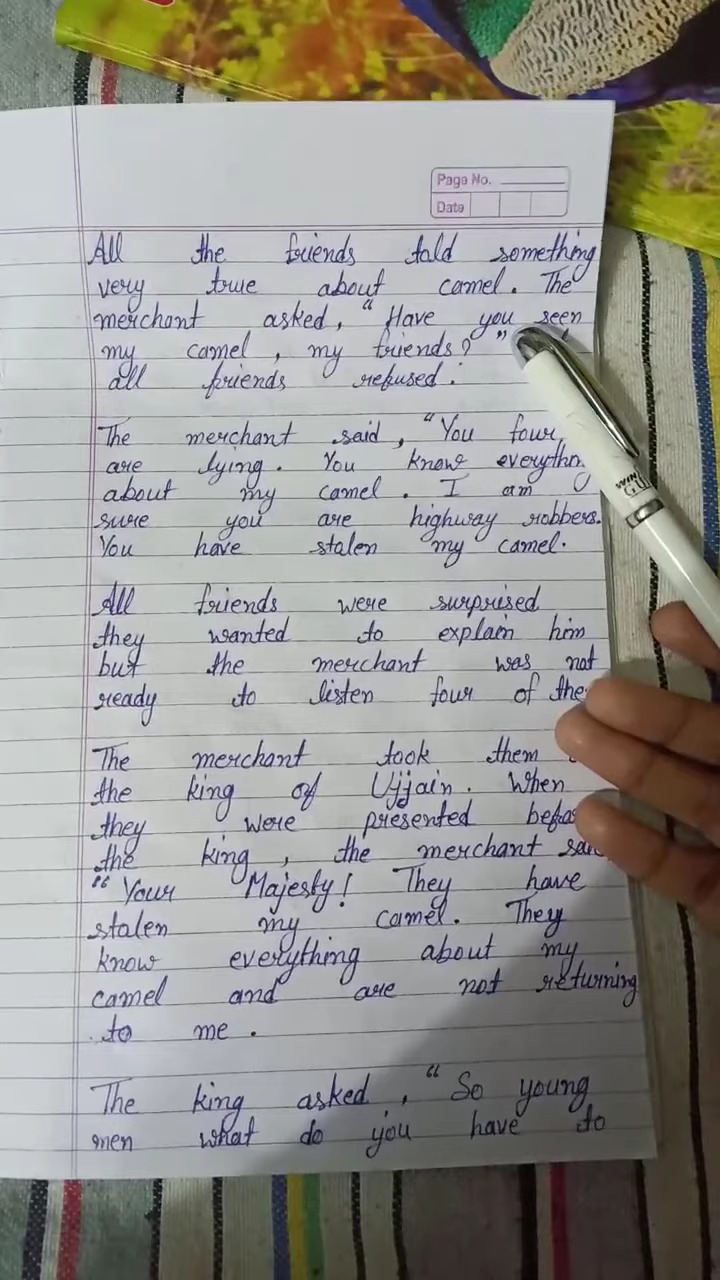 Page No.
Date
All the friends told something
very true about camel. The
merchant asked, "Have you seen
my camel, my friends?"
all friends refused.
The merchant said, "You four
are lying. You know everything
about my camel. I am
sure you are highway robbers.
You have stalen my camel.
All friends were surprised
they wanted to explain him
but the merchant was not
ready to listen four of
The merchant took them
the king of Ujjain. When
they were presented
the king, the merchant
"Your Majesty! They have
stalen my camel. They
know everything about my
camel and are not returning
to me.
The king asked, "So young
men what do you have to